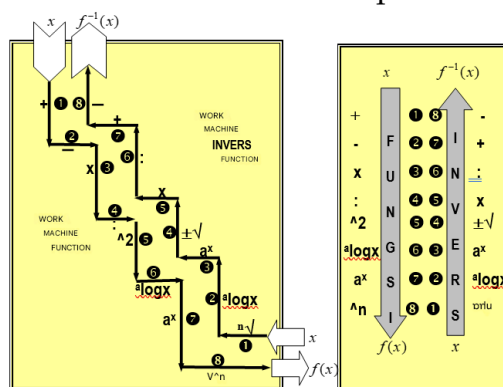 x
f⁻¹(x)
+ ❶ ❽ −
❷ +
− ❼
x ❸ ❻ :
WORK
MACHINE
INVERS
FUNCTION
❹ x
: ❺
^2 ❺ ❹ ±√
WORK
MACHINE
FUNCTION
❻ aˣ
ᵃlogx ❸
aˣ ❼ ❷ ᵃlogx
ⁿ√
❶ x
❽ f(x)
V^n
x f⁻¹(x)
+ ❶ ❽ -
- ❷ ❼ +
x ❸ ❻ :
: ❹ ❺ x
^2 ❺ ❹ ±√
ᵃlogx ❻ ❸ aˣ
aˣ ❼ ❷ ᵃlogx
^n ❽ ❶
FUNGSI
INVERS
f(x) x